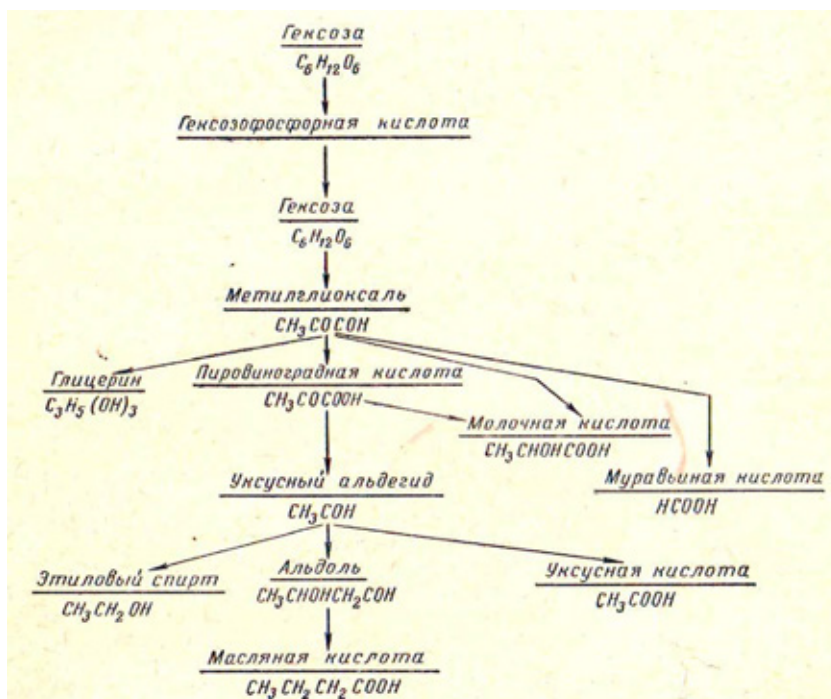 Гексоза
C₆H₁₂O₆
Гексозофосфорная кислота
Гексоза
C₆H₁₂O₆
Метилглиоксаль
CH₃COCOH
Глицерин
C₃H₅(OH)₃
Пировиноградная кислота
CH₃COCOOH
Молочная кислота
CH₃CHOHCOOH
Муравьиная кислота
HCOOH
Уксусный альдегид
CH₃COH
Этиловый спирт
CH₃CH₂OH
Альдоль
CH₃CHOHCH₂COH
Уксусная кислота
CH₃COOH
Масляная кислота
CH₃CH₂CH₂COOH